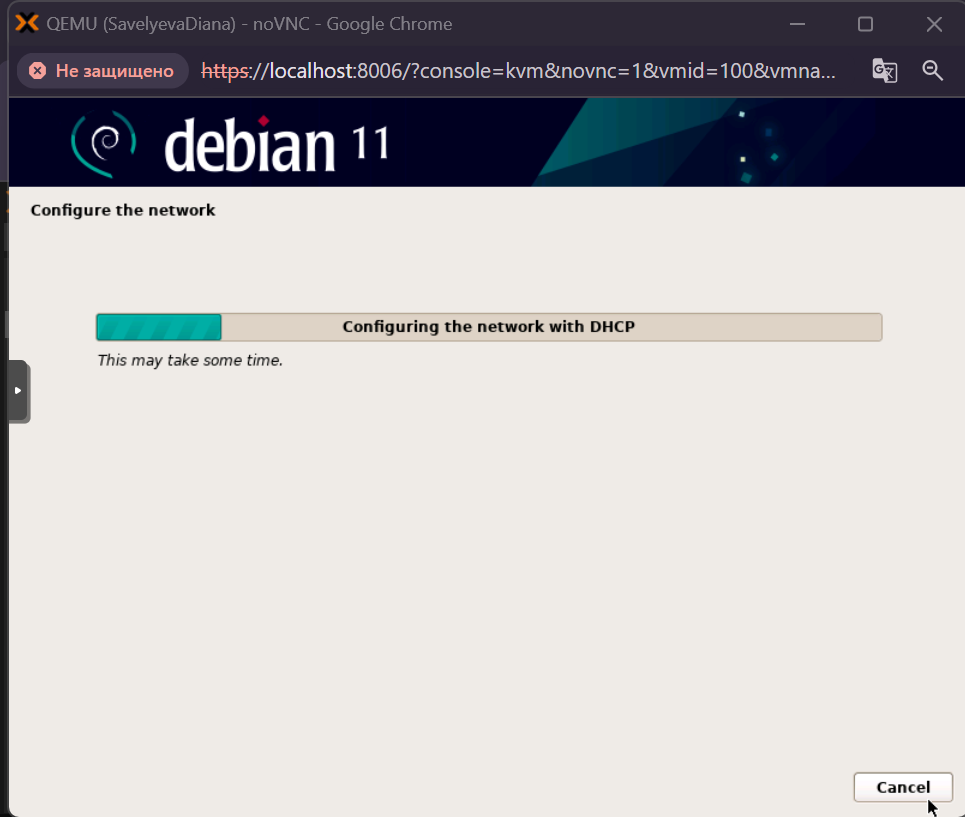 QEMU (SavelyevaDiana) - noVNC - Google Chrome
Не защищено https://localhost:8006/?console=kvm&novnc=1&vmid=100&vmna...
debian 11
Configure the network
Configuring the network with DHCP
This may take some time.
Cancel